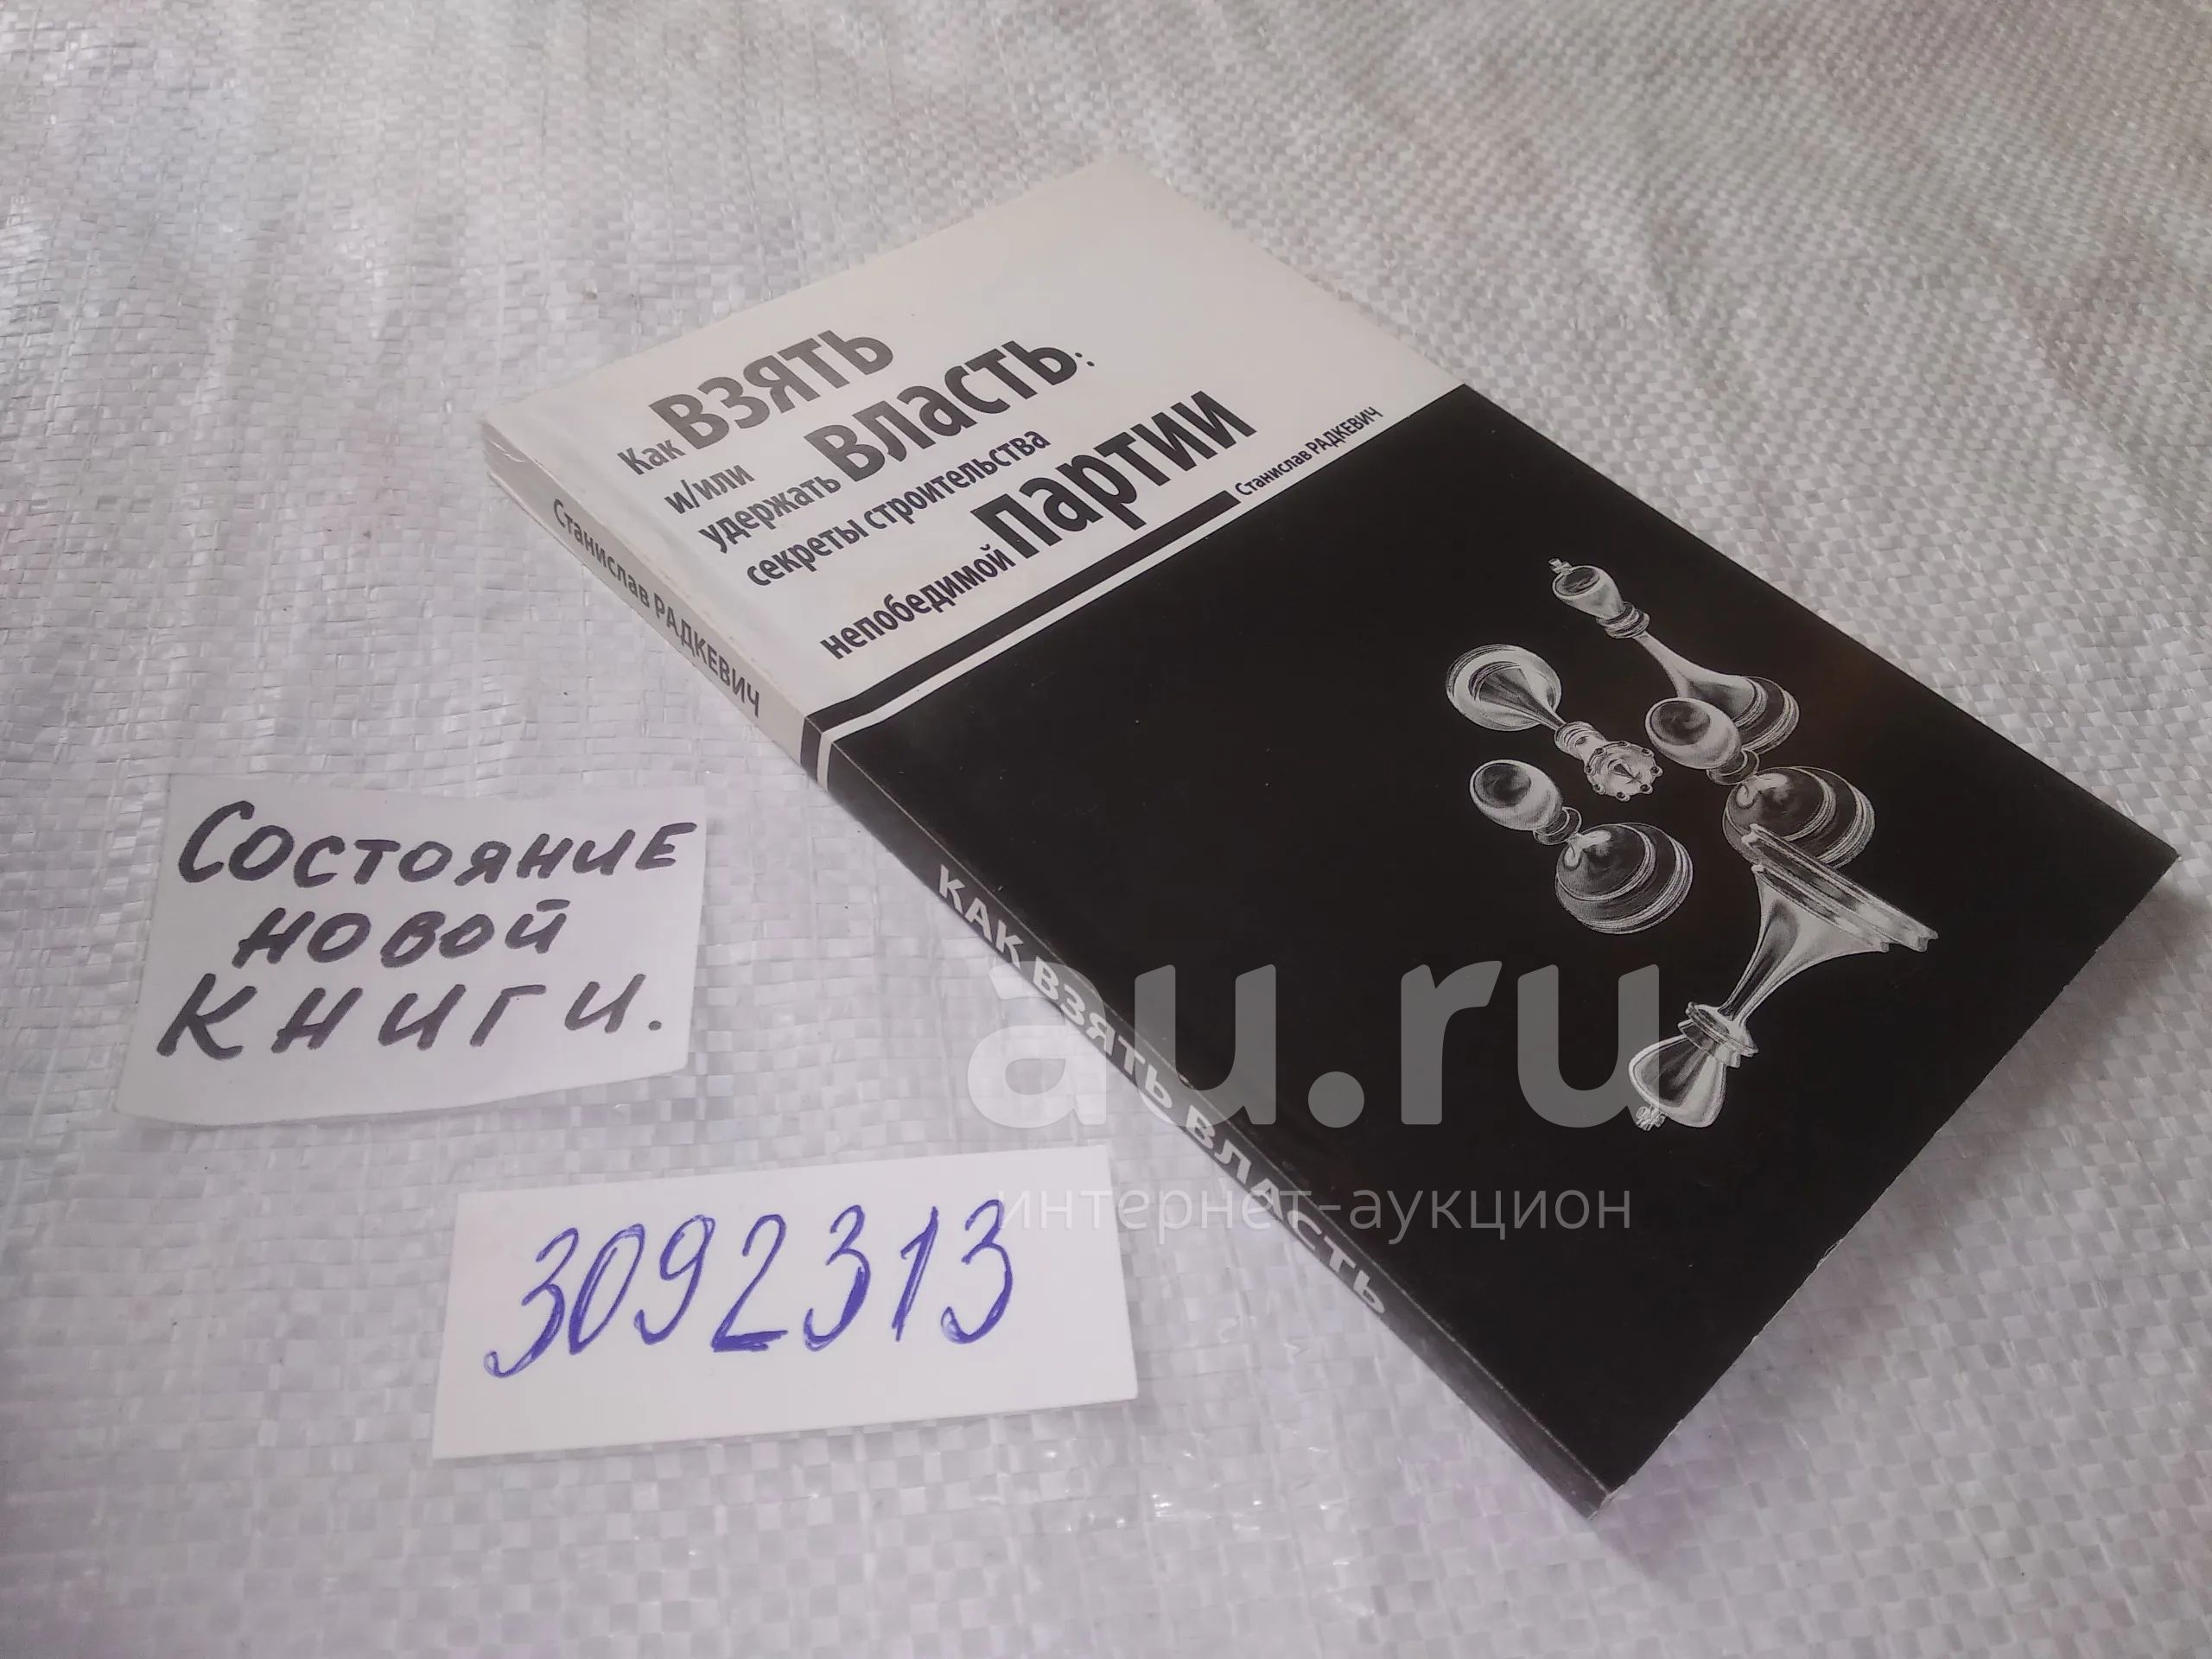 Как взять
и/или
удержать власть:
секреты строительства
непобедимой партии
Станислав РАДКЕВИЧ
Станислав РАДКЕВИЧ
КАК ВЗЯТЬ ВЛАСТЬ
Состояние
новой
книги.
3092313
au.ru
интернет-аукцион